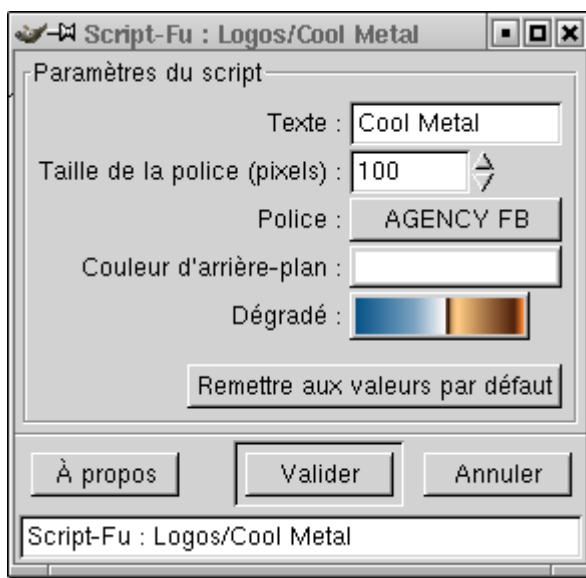 Script-Fu : Logos/Cool Metal
Paramètres du script
Texte : Cool Metal
Taille de la police (pixels) : 100
Police : AGENCY FB
Couleur d'arrière-plan :
Dégradé :
Remettre aux valeurs par défaut
À propos Valider Annuler
Script-Fu : Logos/Cool Metal